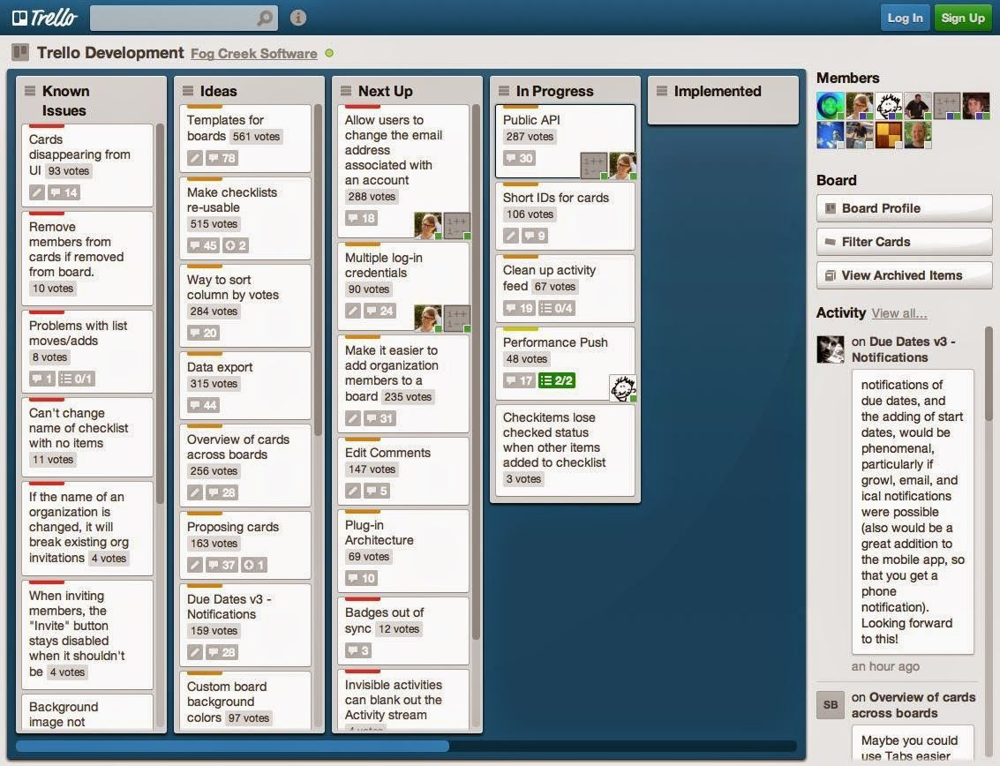 Trello
Log In
Sign Up
Trello Development Fog Creek Software
Known
Issues
Cards
disappearing from
UI 93 votes
14
Remove
members from
cards if removed
from board.
10 votes
Problems with list
moves/adds
8 votes
1 0/1
Can't change
name of checklist
with no items
11 votes
If the name of an
organization is
changed, it will
break existing org
invitations 4 votes
When inviting
members, the
"Invite" button
stays disabled
when it shouldn't
be 4 votes
Background
image not
Ideas
Templates for
boards 561 votes
78
Make checklists
re-usable
515 votes
45 2
Way to sort
column by votes
284 votes
20
Data export
315 votes
44
Overview of cards
across boards
256 votes
28
Proposing cards
163 votes
37 1
Due Dates v3 -
Notifications
159 votes
28
Custom board
background
colors 97 votes
Next Up
Allow users to
change the email
address
associated with
an account
288 votes
18
i++
i--
Multiple log-in
credentials
90 votes
24
i++
i--
Make it easier to
add organization
members to a
board 235 votes
31
Edit Comments
147 votes
5
Plug-in
Architecture
69 votes
10
Badges out of
sync 12 votes
3
Invisible activities
can blank out the
Activity stream
4 votes
In Progress
Public API
287 votes
30
i++
i--
Short IDs for cards
106 votes
9
Clean up activity
feed 67 votes
19 0/4
Performance Push
48 votes
17 2/2
Checkitems lose
checked status
when other items
added to checklist
3 votes
Implemented
Members
i++
i--
Board
Board Profile
Filter Cards
View Archived Items
Activity View all...
on Due Dates v3 -
Notifications
notifications of
due dates, and
the adding of start
dates, would be
phenomenal,
particularly if
growl, email, and
ical notifications
were possible
(also would be a
great addition to
the mobile app, so
that you get a
phone
notification).
Looking forward
to this!
an hour ago
SB
on Overview of cards
across boards
Maybe you could
use Tabs easier